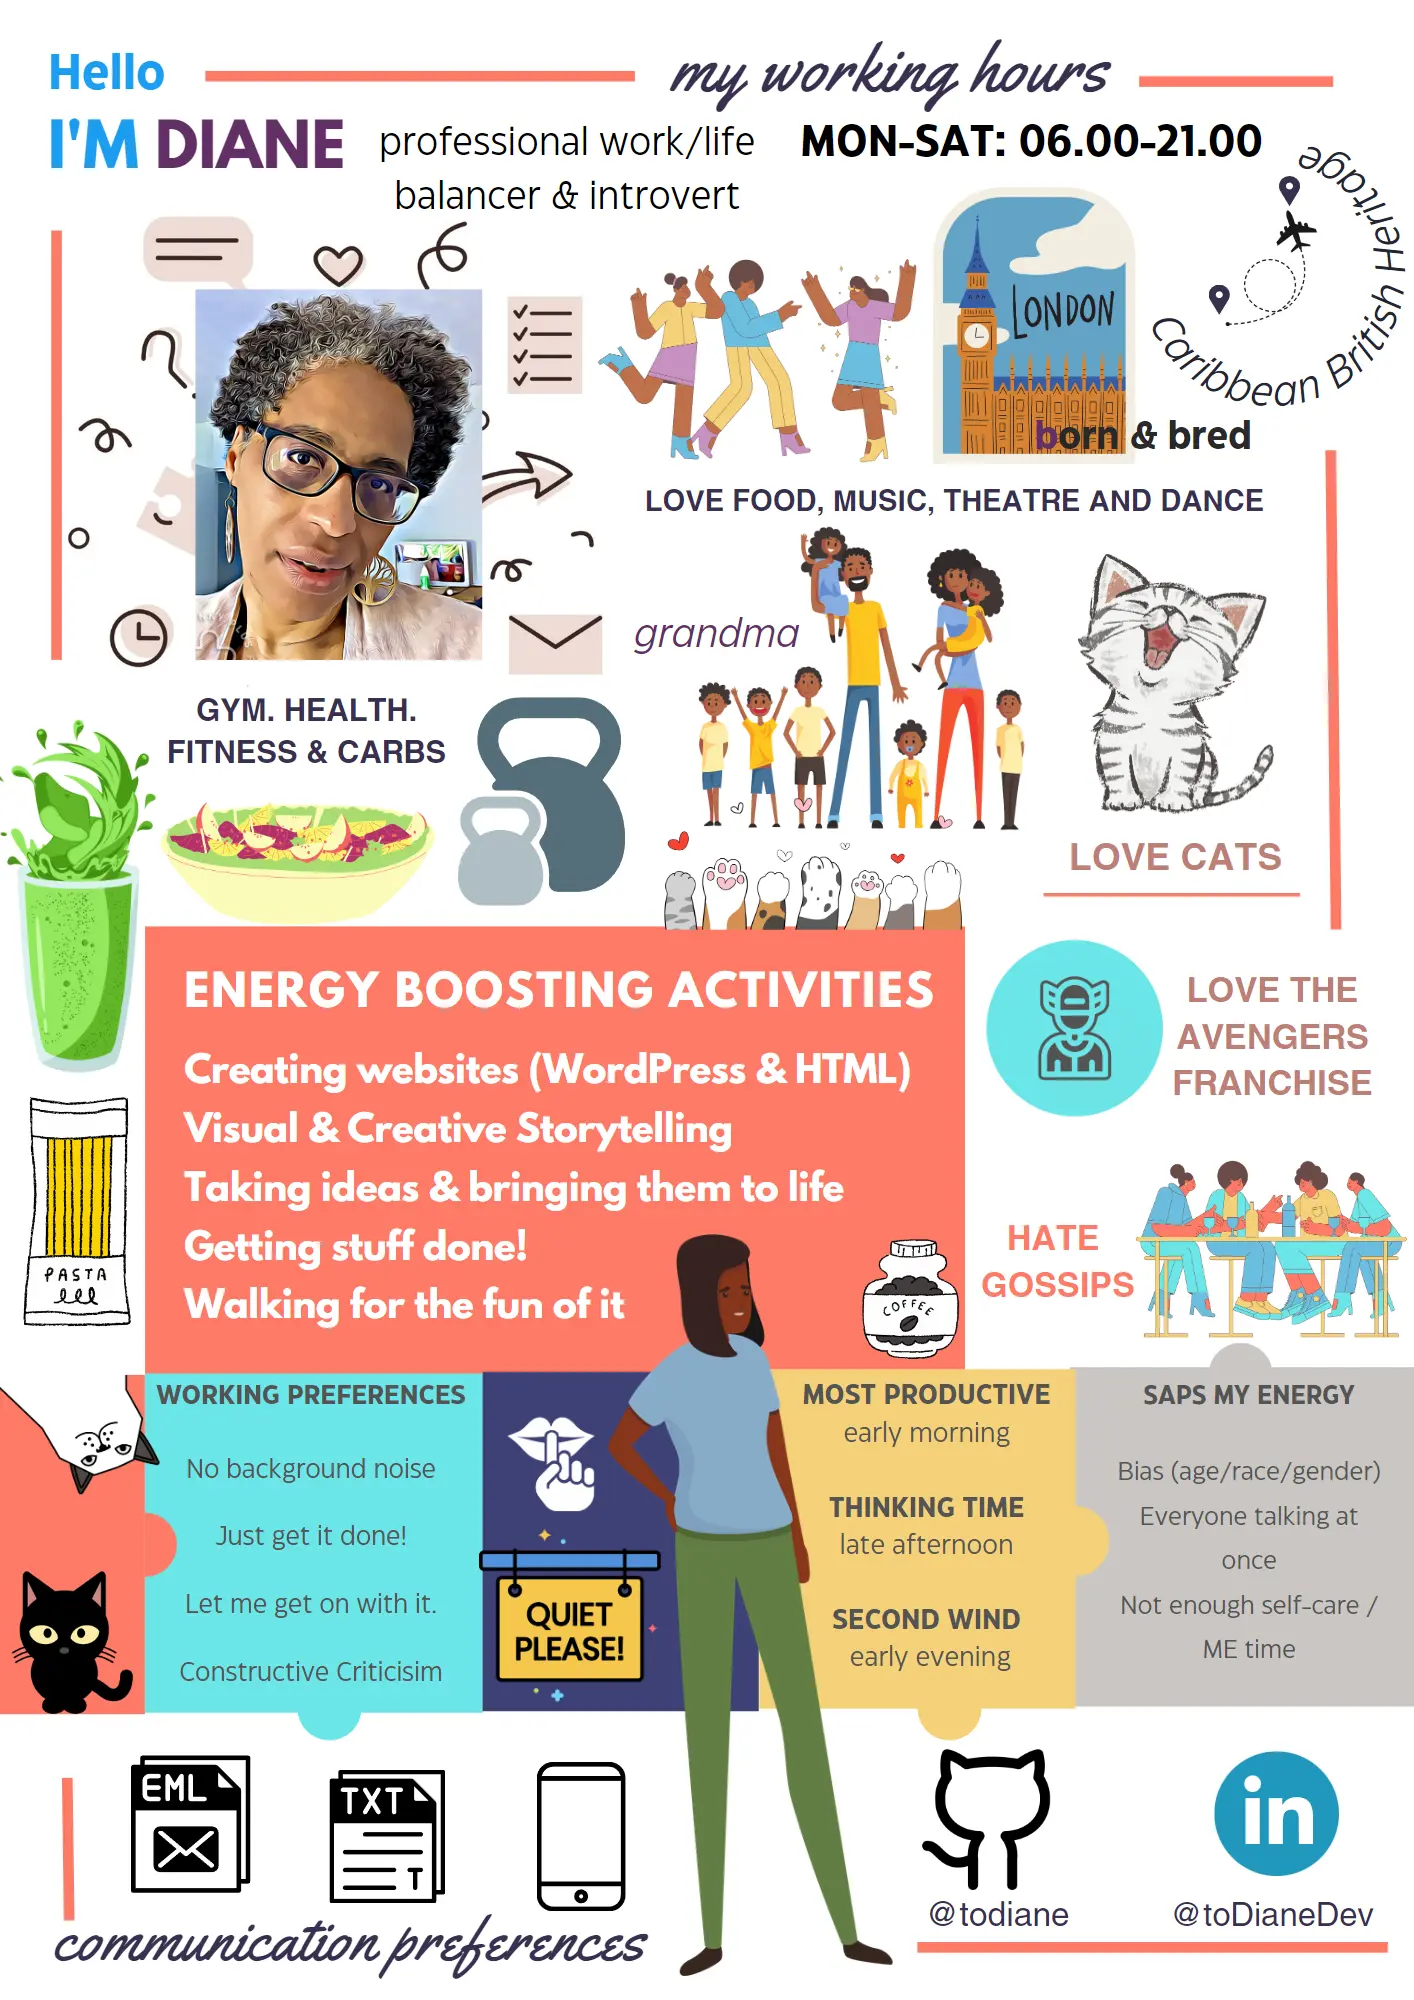 Hello
I'M DIANE
professional work/life
balancer & introvert
my working hours
MON-SAT: 06.00-21.00
Caribbean British Heritage
LONDON
born & bred
LOVE FOOD, MUSIC, THEATRE AND DANCE
grandma
GYM. HEALTH.
FITNESS & CARBS
LOVE CATS
ENERGY BOOSTING ACTIVITIES
Creating websites (WordPress & HTML)
Visual & Creative Storytelling
Taking ideas & bringing them to life
Getting stuff done!
Walking for the fun of it
LOVE THE
AVENGERS
FRANCHISE
PASTA
COFFEE
HATE
GOSSIPS
WORKING PREFERENCES
No background noise
Just get it done!
Let me get on with it.
Constructive Criticisim
QUIET
PLEASE!
MOST PRODUCTIVE
early morning
THINKING TIME
late afternoon
SECOND WIND
early evening
SAPS MY ENERGY
Bias (age/race/gender)
Everyone talking at
once
Not enough self-care /
ME time
EML
TXT
T
communication preferences
@todiane
in
@toDianeDev